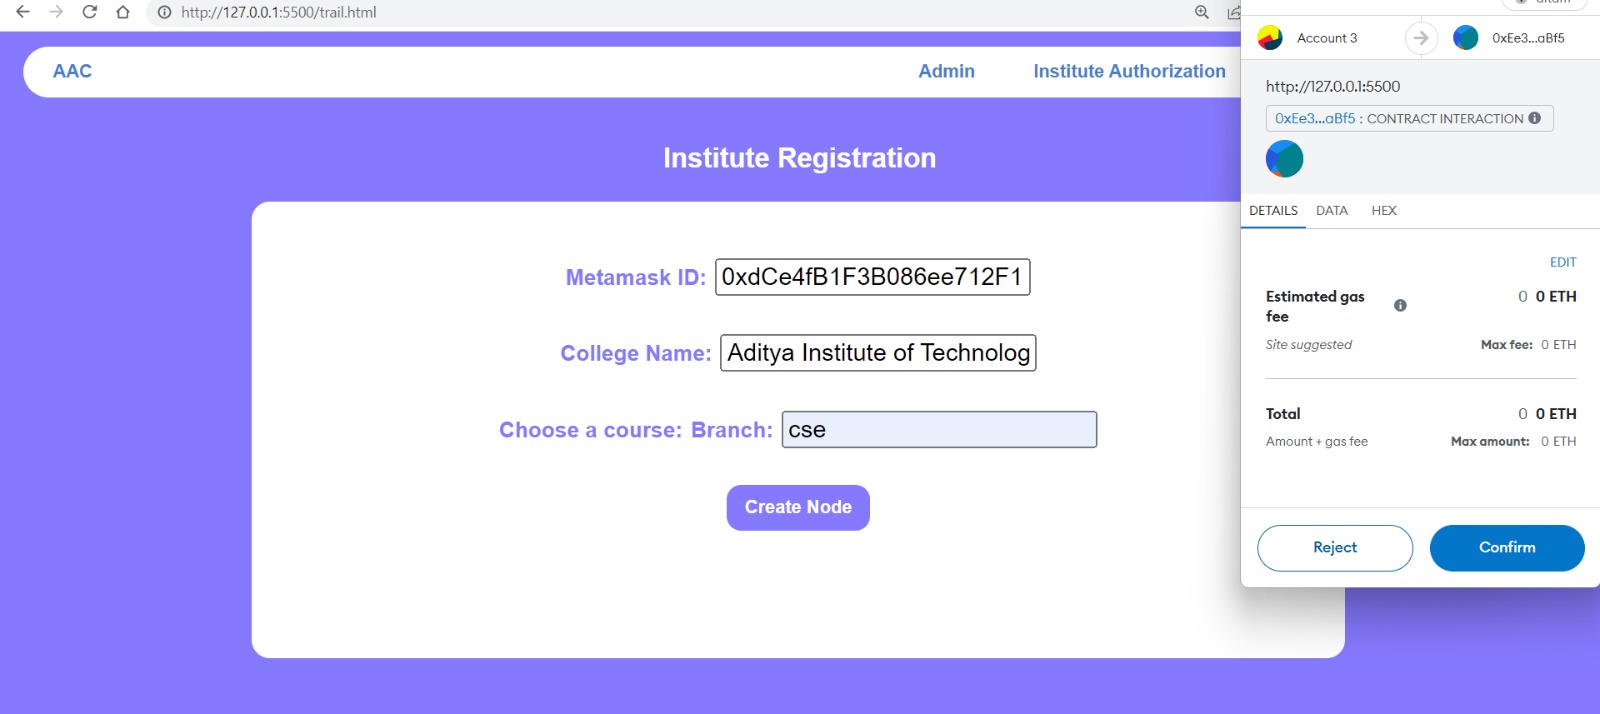 http://127.0.0.1:5500/trail.html
AAC
Admin
Institute Authorization
Institute Registration
Metamask ID: 0xdCe4fB1F3B086ee712F1
College Name: Aditya Institute of Technolog
Choose a course: Branch: cse
Create Node
Account 3
0xEe3...aBf5
http://127.0.0.1:5500
0xEe3...aBf5 : CONTRACT INTERACTION
DETAILS DATA HEX
EDIT
Estimated gas fee 0 0 ETH
Site suggested Max fee: 0 ETH
Total 0 0 ETH
Amount + gas fee Max amount: 0 ETH
Reject Confirm